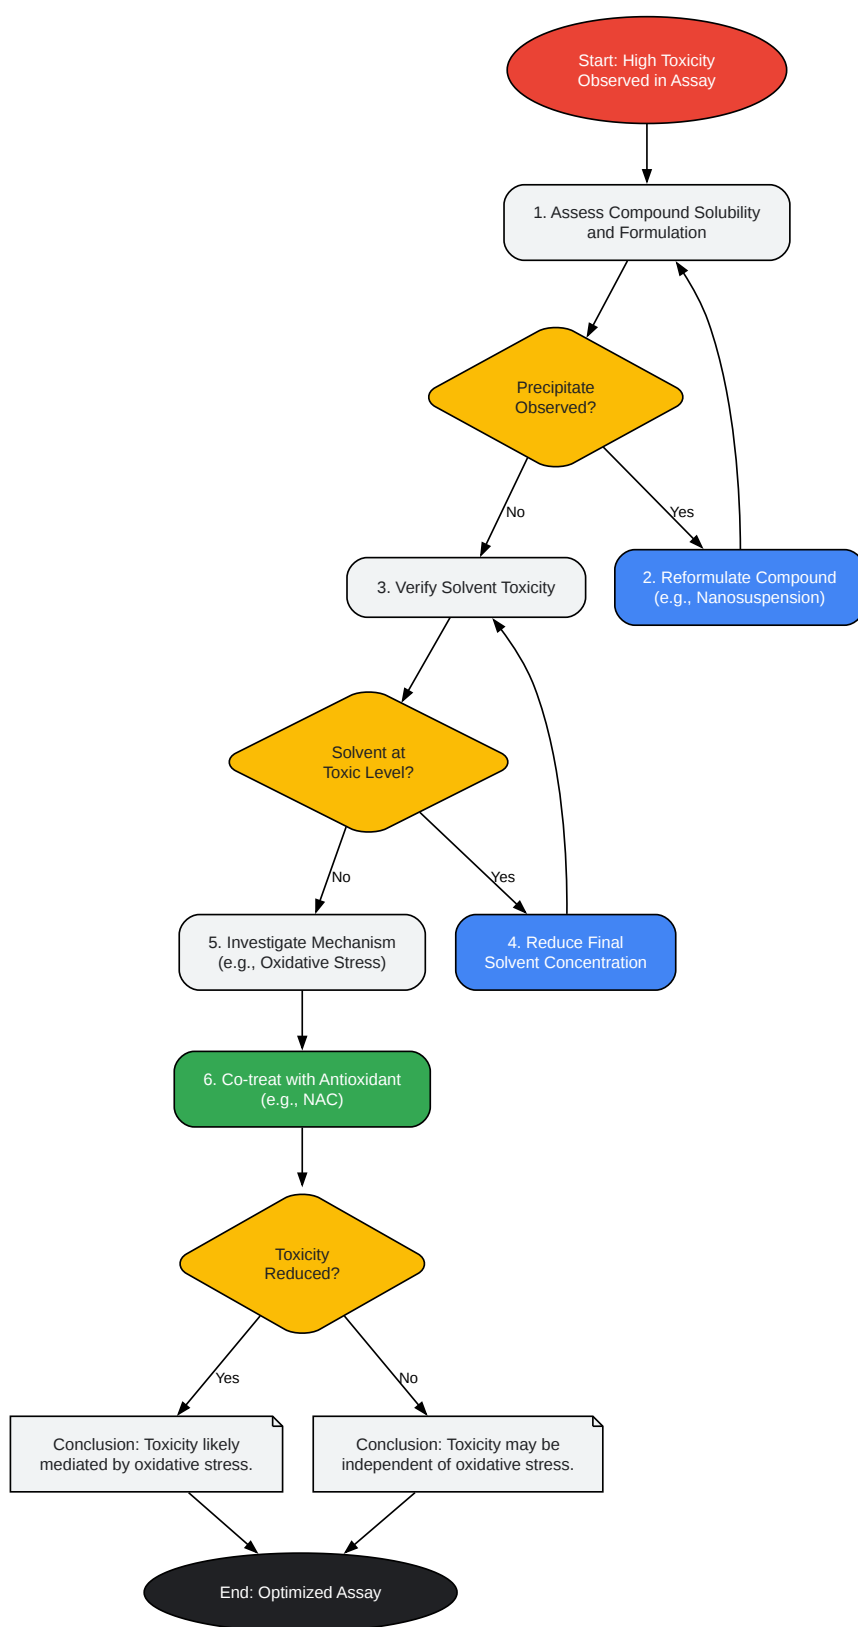 Start: High Toxicity
Observed in Assay
1. Assess Compound Solubility
and Formulation
Precipitate
Observed?
No
Yes
3. Verify Solvent Toxicity
2. Reformulate Compound
(e.g., Nanosuspension)
Solvent at
Toxic Level?
No
Yes
5. Investigate Mechanism
(e.g., Oxidative Stress)
4. Reduce Final
Solvent Concentration
6. Co-treat with Antioxidant
(e.g., NAC)
Toxicity
Reduced?
Yes
No
Conclusion: Toxicity likely
mediated by oxidative stress.
Conclusion: Toxicity may be
independent of oxidative stress.
End: Optimized Assay